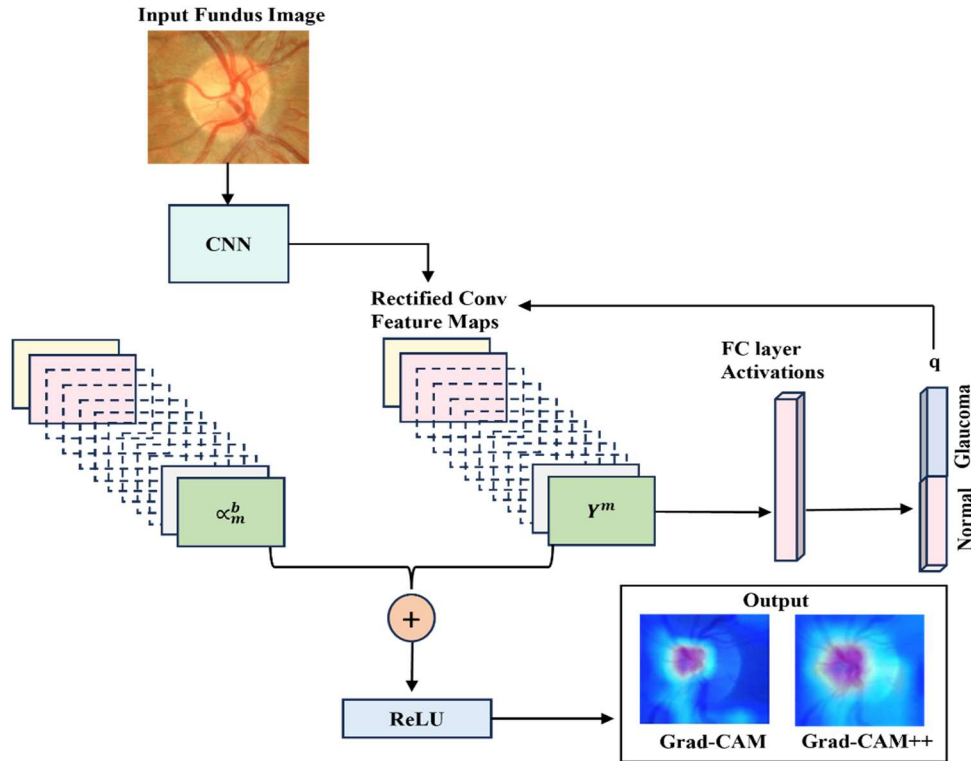 Input Fundus Image
CNN
Rectified Conv
Feature Maps
FC layer
Activations
q
Glaucoma
Normal
∝ᵇₘ
Yᵐ
+
ReLU
Output
Grad-CAM
Grad-CAM++